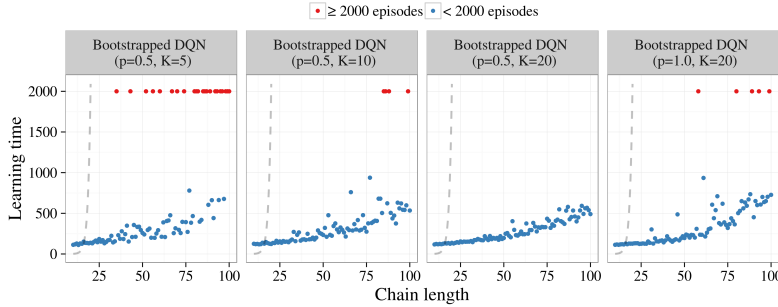 ≥ 2000 episodes < 2000 episodes
Bootstrapped DQN
(p=0.5, K=5)
Bootstrapped DQN
(p=0.5, K=10)
Bootstrapped DQN
(p=0.5, K=20)
Bootstrapped DQN
(p=1.0, K=20)
Learning time
2000
1500
1000
500
0
25 50 75 100
25 50 75 100
25 50 75 100
25 50 75 100
Chain length